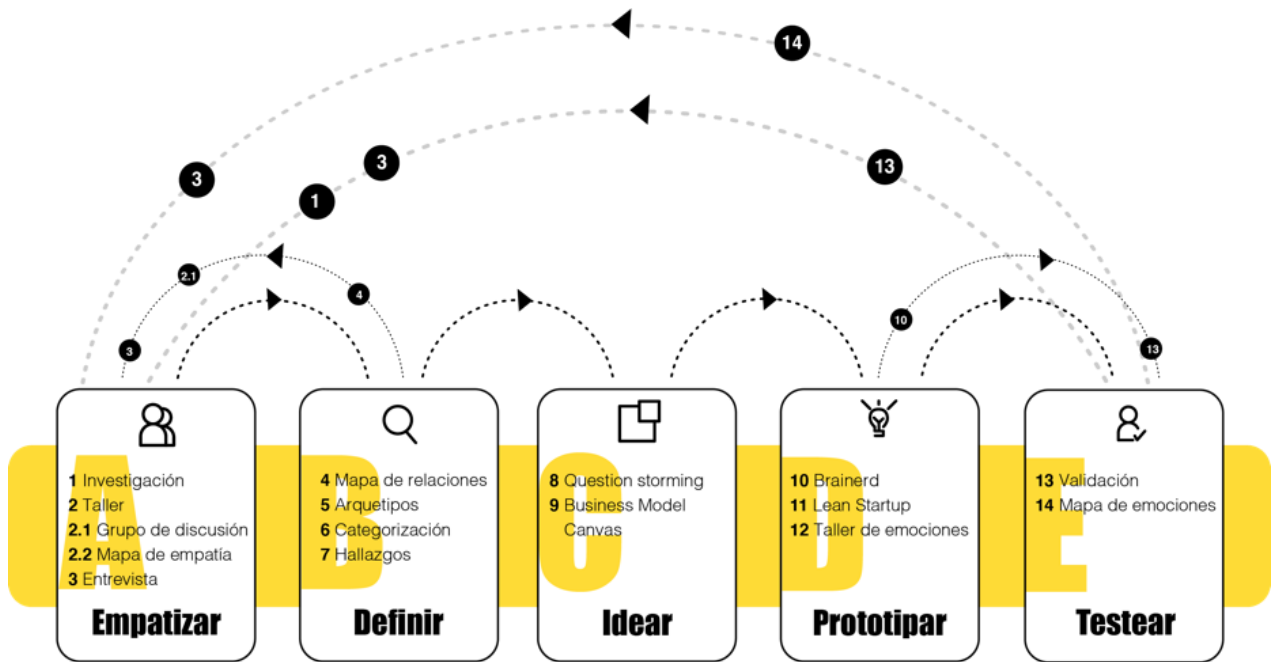 14
3
3
13
1
2.1
4
10
3
13
A
1 Investigación
2 Taller
2.1 Grupo de discusión
2.2 Mapa de empatía
3 Entrevista
Empatizar
B
4 Mapa de relaciones
5 Arquetipos
6 Categorización
7 Hallazgos
Definir
C
8 Question storming
9 Business Model
Canvas
Idear
D
10 Brainerd
11 Lean Startup
12 Taller de emociones
Prototipar
E
13 Validación
14 Mapa de emociones
Testear